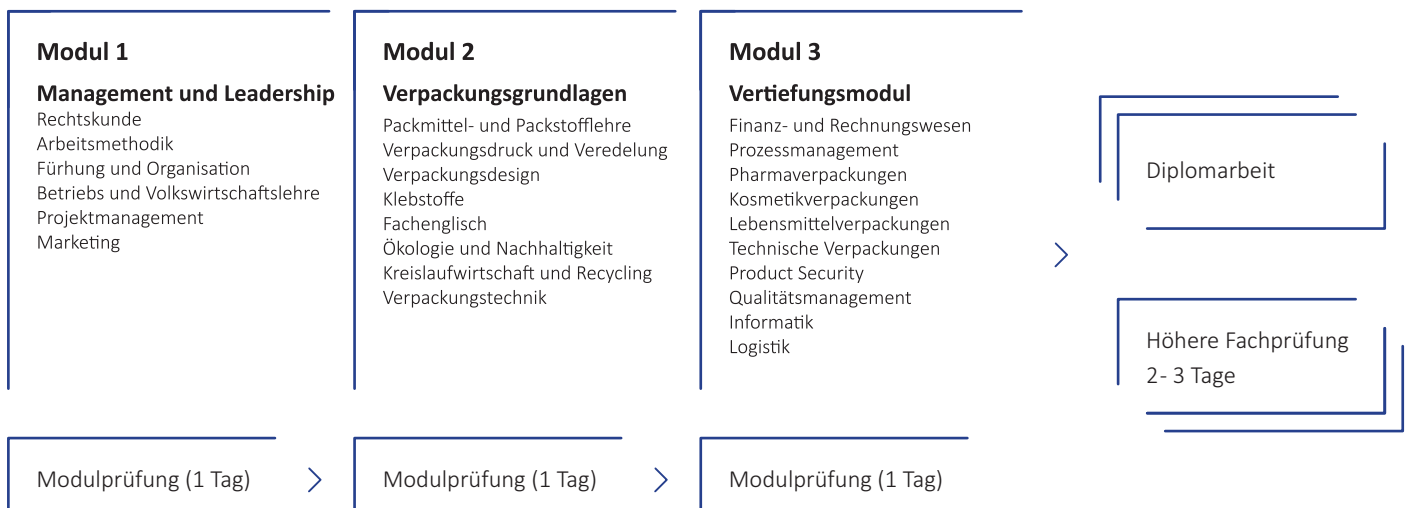 Modul 1
Management und Leadership
Rechtskunde
Arbeitsmethodik
Fürhung und Organisation
Betriebs und Volkswirtschaftslehre
Projektmanagement
Marketing
Modulprüfung (1 Tag)
Modul 2
Verpackungsgrundlagen
Packmittel- und Packstofflehre
Verpackungsdruck und Veredelung
Verpackungsdesign
Klebstoffe
Fachenglisch
Ökologie und Nachhaltigkeit
Kreislaufwirtschaft und Recycling
Verpackungstechnik
Modulprüfung (1 Tag)
Modul 3
Vertiefungsmodul
Finanz- und Rechnungswesen
Prozessmanagement
Pharmaverpackungen
Kosmetikverpackungen
Lebensmittelverpackungen
Technische Verpackungen
Product Security
Qualitätsmanagement
Informatik
Logistik
Modulprüfung (1 Tag)
Diplomarbeit
Höhere Fachprüfung
2- 3 Tage